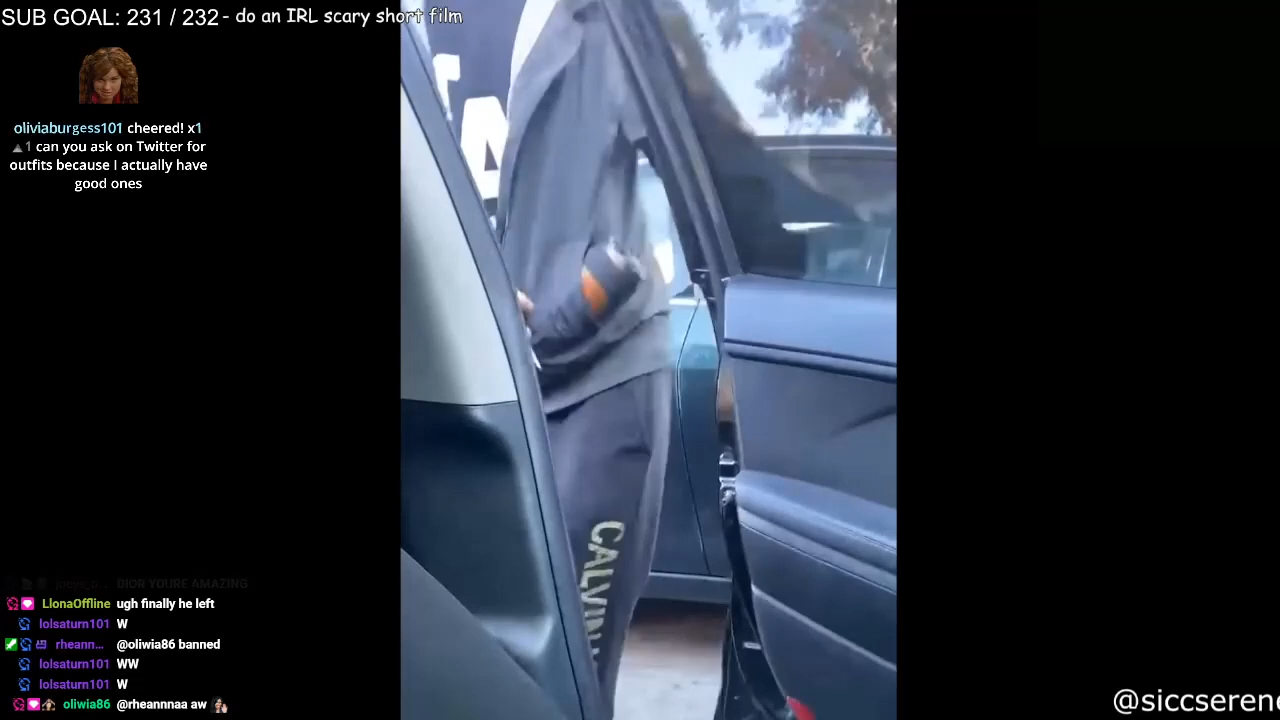 SUB GOAL: 231 / 232 - do an IRL scary short film
oliviaburgess101 cheered! x1
1 can you ask on Twitter for
outfits because I actually have
good ones
DIOR YOURE AMAZING
LlonaOffline ugh finally he left
lolsaturn101 W
rheann... @oliwia86 banned
lolsaturn101 WW
lolsaturn101 W
oliwia86 @rheannnaa aw
TA
CALVIN
@siccseren